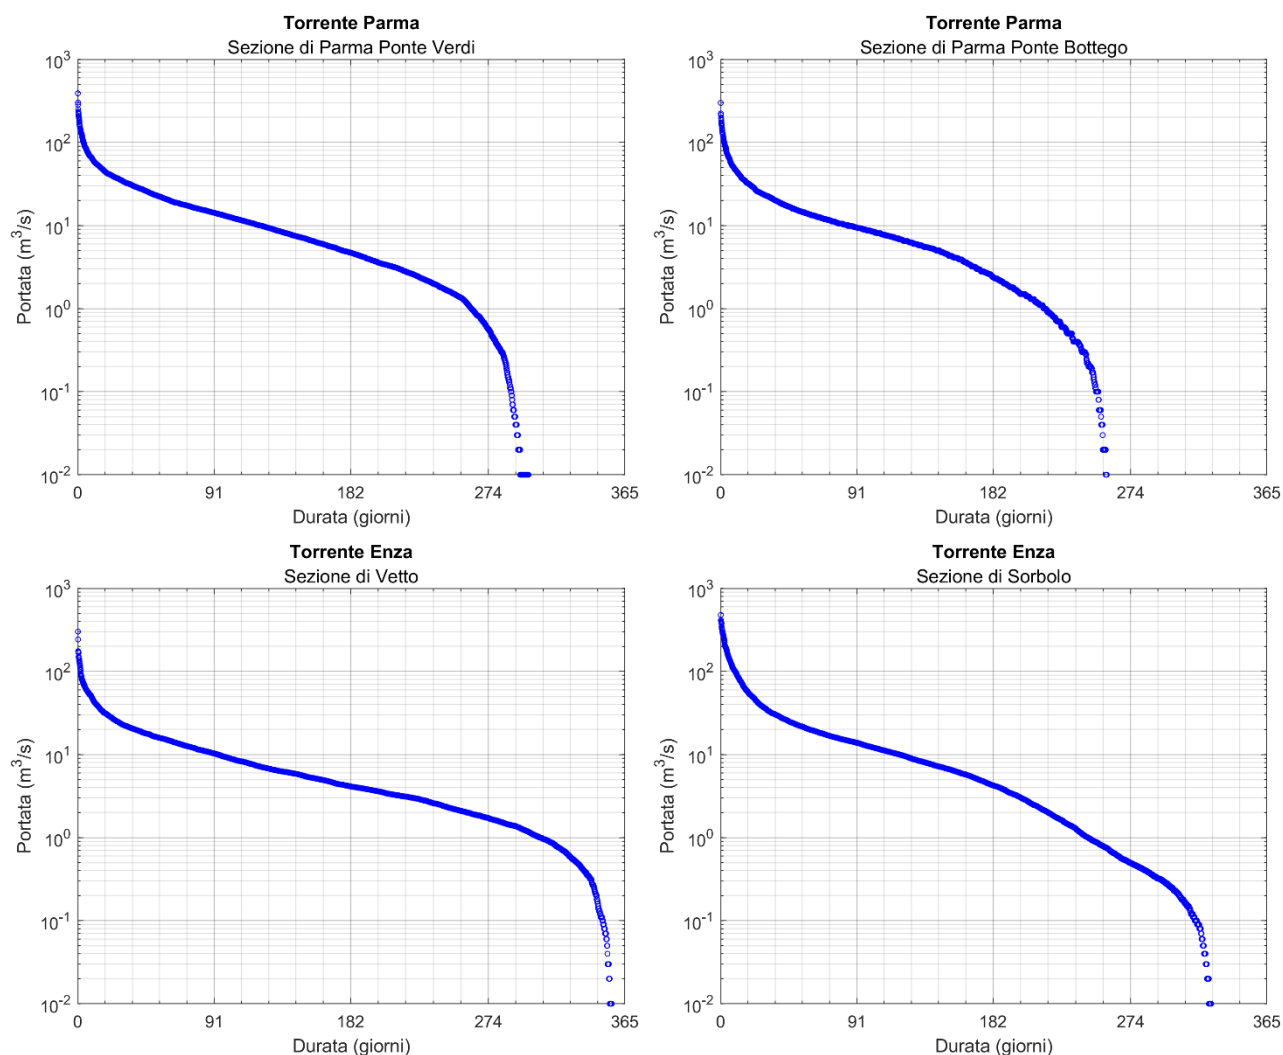 Torrente Parma
Sezione di Parma Ponte Verdi
10^3
10^2
10^1
10^0
10^-1
10^-2
Portata (m^3/s)
0 91 182 274 365
Durata (giorni)
Torrente Parma
Sezione di Parma Ponte Bottego
10^3
10^2
10^1
10^0
10^-1
10^-2
Portata (m^3/s)
0 91 182 274 365
Durata (giorni)
Torrente Enza
Sezione di Vetto
10^3
10^2
10^1
10^0
10^-1
10^-2
Portata (m^3/s)
0 91 182 274 365
Durata (giorni)
Torrente Enza
Sezione di Sorbolo
10^3
10^2
10^1
10^0
10^-1
10^-2
Portata (m^3/s)
0 91 182 274 365
Durata (giorni)